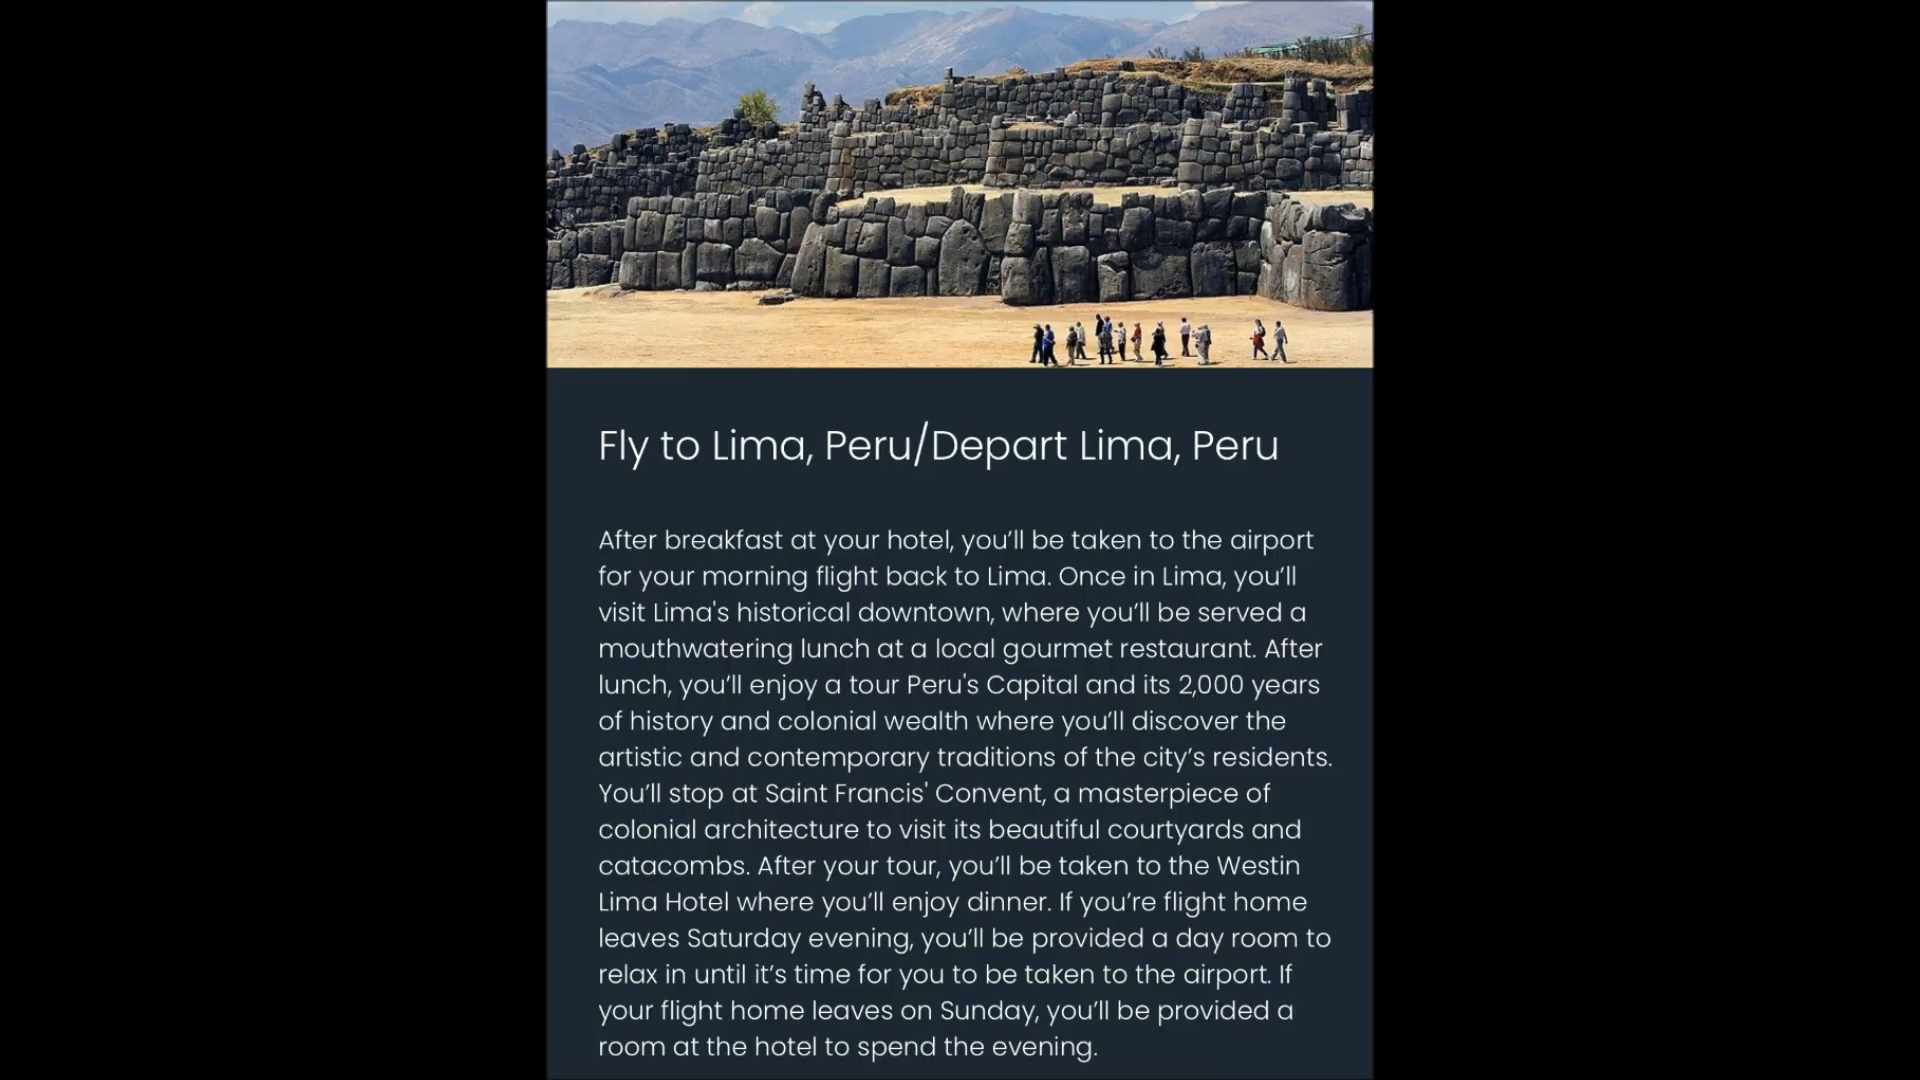 Fly to Lima, Peru/Depart Lima, Peru
After breakfast at your hotel, you’ll be taken to the airport
for your morning flight back to Lima. Once in Lima, you’ll
visit Lima's historical downtown, where you’ll be served a
mouthwatering lunch at a local gourmet restaurant. After
lunch, you’ll enjoy a tour Peru's Capital and its 2,000 years
of history and colonial wealth where you’ll discover the
artistic and contemporary traditions of the city’s residents.
You’ll stop at Saint Francis' Convent, a masterpiece of
colonial architecture to visit its beautiful courtyards and
catacombs. After your tour, you’ll be taken to the Westin
Lima Hotel where you’ll enjoy dinner. If you’re flight home
leaves Saturday evening, you’ll be provided a day room to
relax in until it’s time for you to be taken to the airport. If
your flight home leaves on Sunday, you’ll be provided a
room at the hotel to spend the evening.